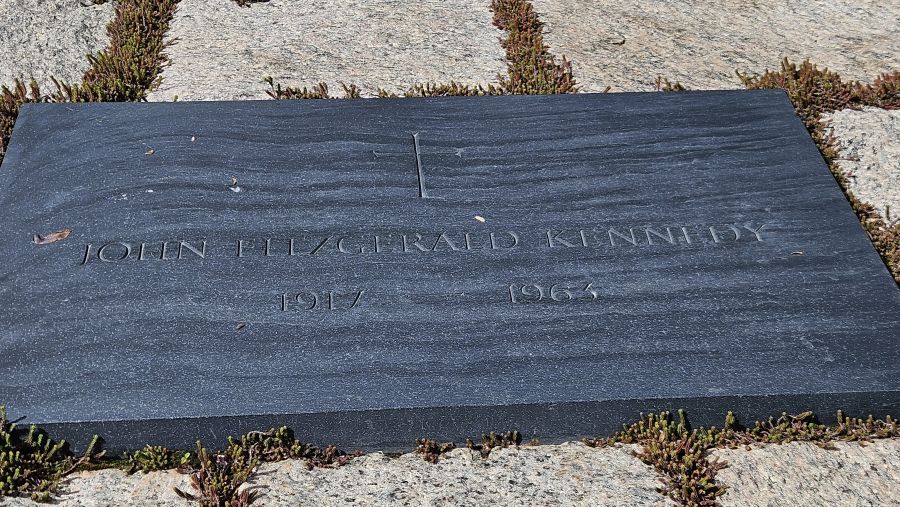 JOHN FITZGERALD KENNEDY
1917 – 1963